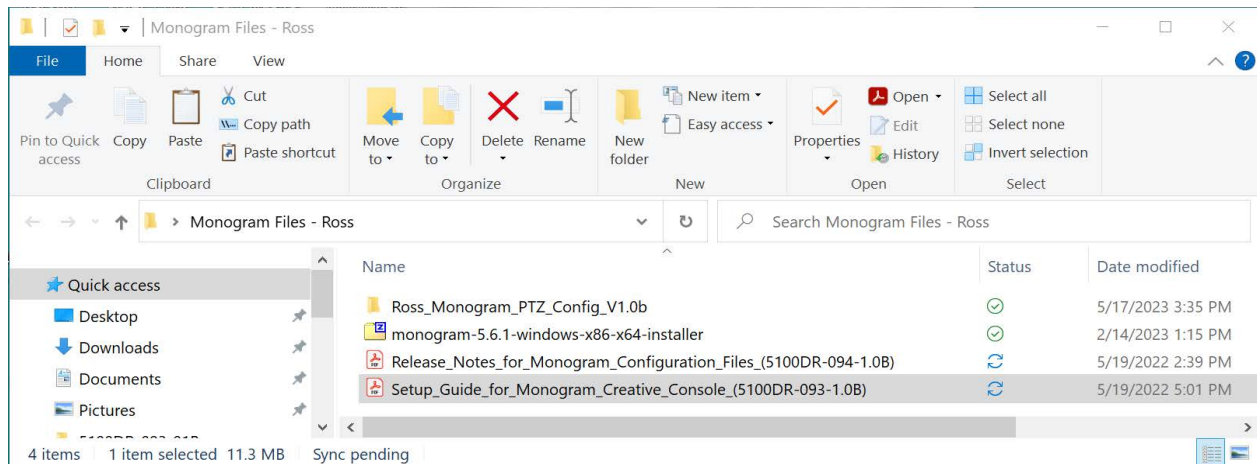 Monogram Files - Ross
File Home Share View
Pin to Quick access
Copy
Paste
Cut
Copy path
Paste shortcut
Move to
Copy to
Delete
Rename
New folder
New item
Easy access
Properties
Open
Edit
History
Select all
Select none
Invert selection
Clipboard Organize New Open Select
Monogram Files - Ross
Search Monogram Files - Ross
Quick access
Desktop
Downloads
Documents
Pictures
Name Status Date modified
Ross_Monogram_PTZ_Config_V1.0b 5/17/2023 3:35 PM
monogram-5.6.1-windows-x86-x64-installer 2/14/2023 1:15 PM
Release_Notes_for_Monogram_Configuration_Files_(5100DR-094-1.0B) 5/19/2022 2:39 PM
Setup_Guide_for_Monogram_Creative_Console_(5100DR-093-1.0B) 5/19/2022 5:01 PM
4 items 1 item selected 11.3 MB Sync pending